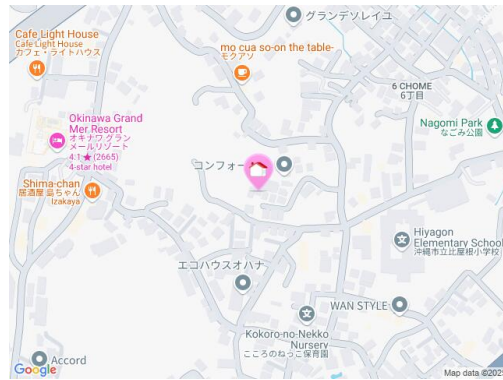 グランデソレイユ
Cafe Light House
Cafe Light House
カフェ・ライトハウス
mo cua so-on the table-
モクアソ
6 CHOME
6丁目
Nagomi Park
なごみ公園
Okinawa Grand
Mer Resort
オキナワ グラン
メールリゾート
4.1★(2665)
4-star hotel
コンフォー
Shima-chan
居酒屋 島ちゃん
Izakaya
Hiyagon
Elementary School
沖縄市立比屋根小学校
エコハウスオハナ
WAN STYLE
Kokoro-no-Nekko
Nursery
こころのねっこ保育園
Accord
Google
Map data ©202